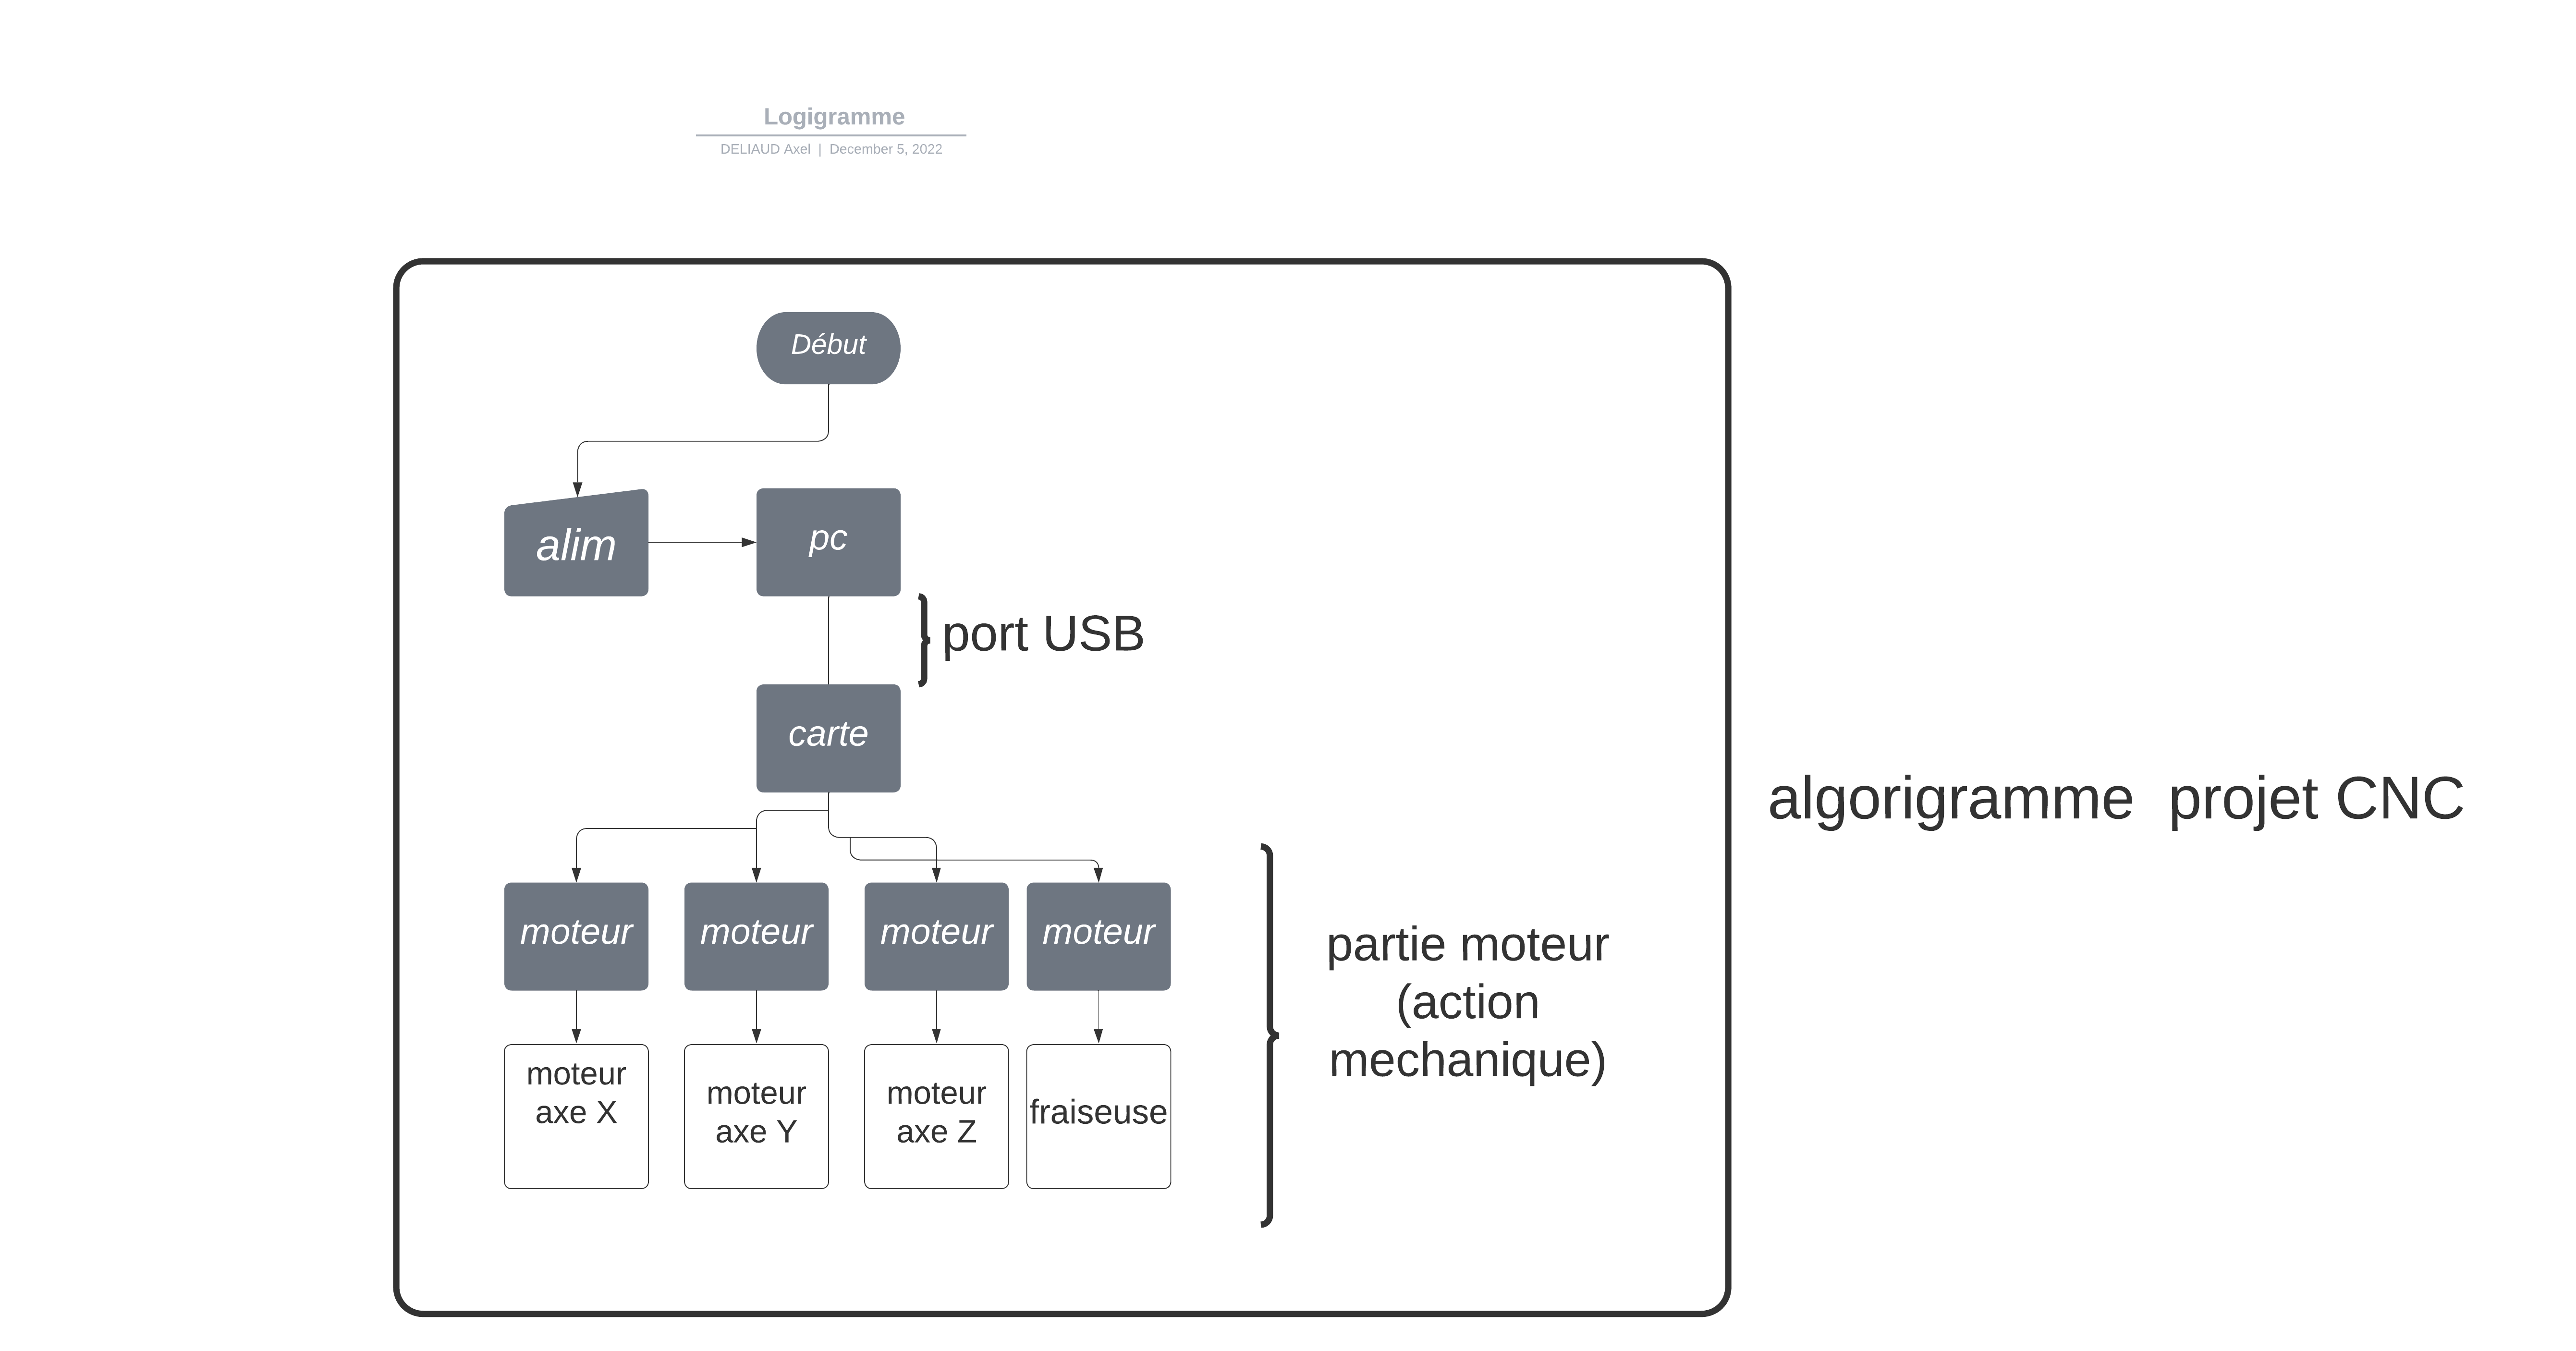 Logigramme
DELIAUD Axel | December 5, 2022
Début
alim
pc
port USB
carte
algorigramme projet CNC
moteur
moteur
moteur
moteur
partie moteur
(action
mechanique)
moteur
axe X
moteur
axe Y
moteur
axe Z
fraiseuse